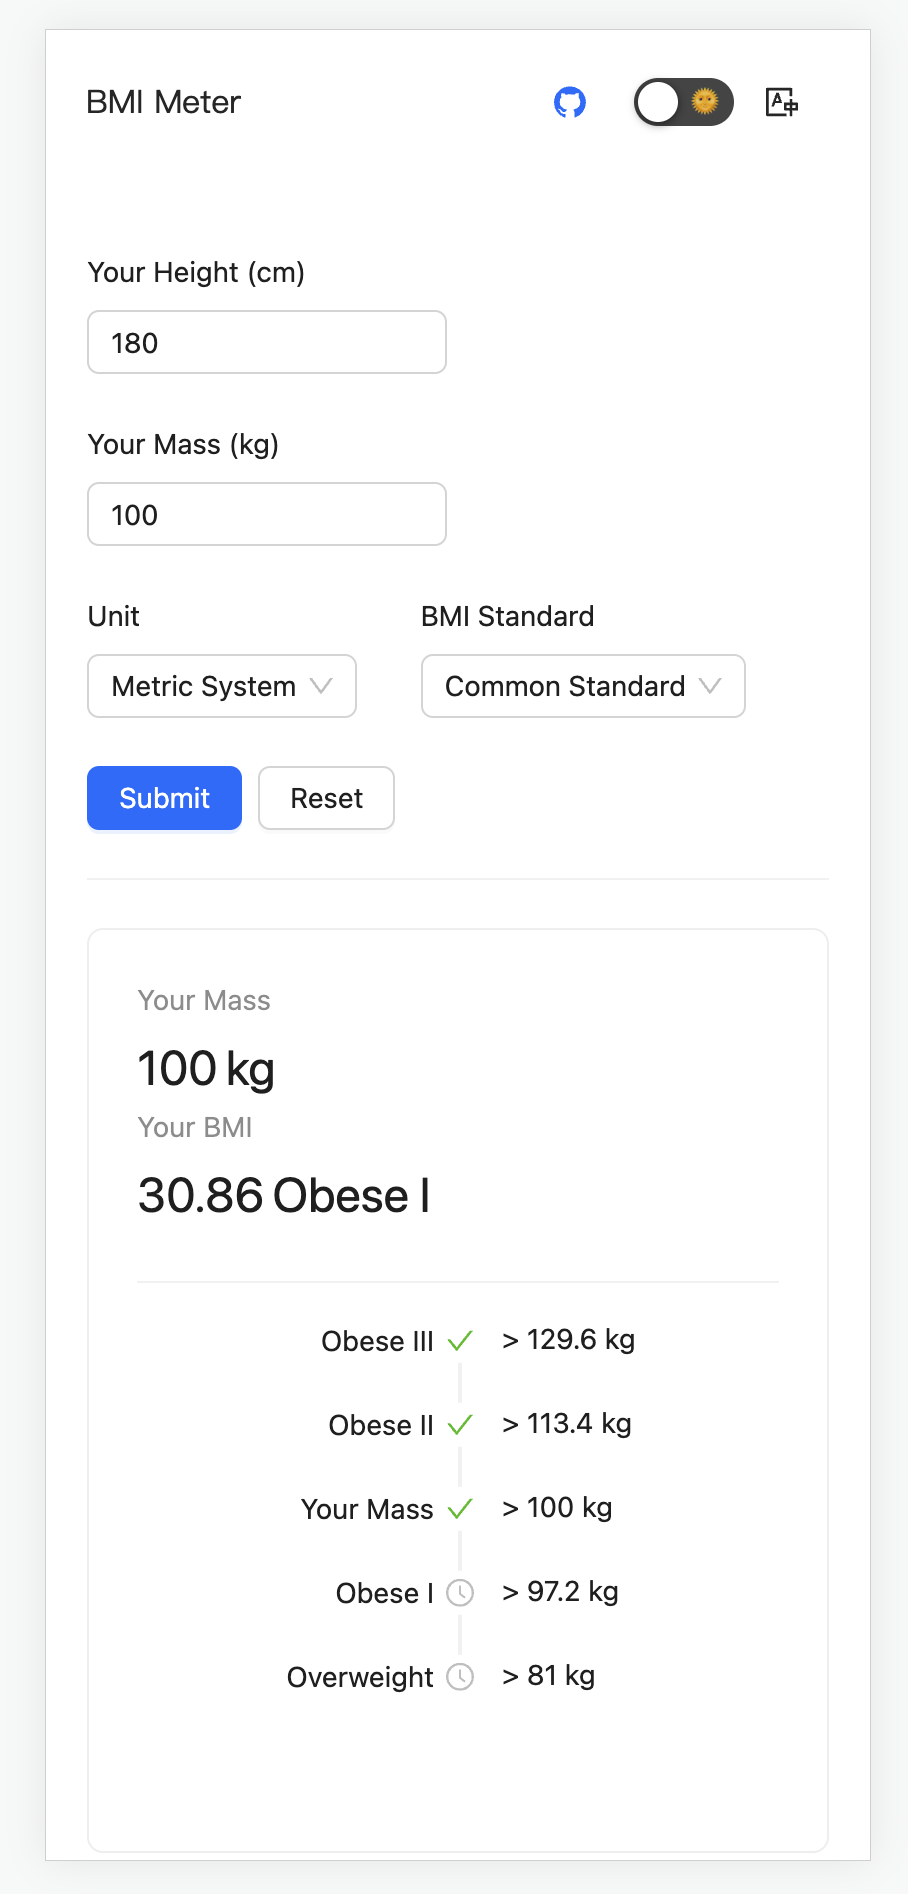 BMI Meter
Your Height (cm)
180
Your Mass (kg)
100
Unit
BMI Standard
Metric System
Common Standard
Submit
Reset
Your Mass
100 kg
Your BMI
30.86 Obese I
Obese III > 129.6 kg
Obese II > 113.4 kg
Your Mass > 100 kg
Obese I > 97.2 kg
Overweight > 81 kg